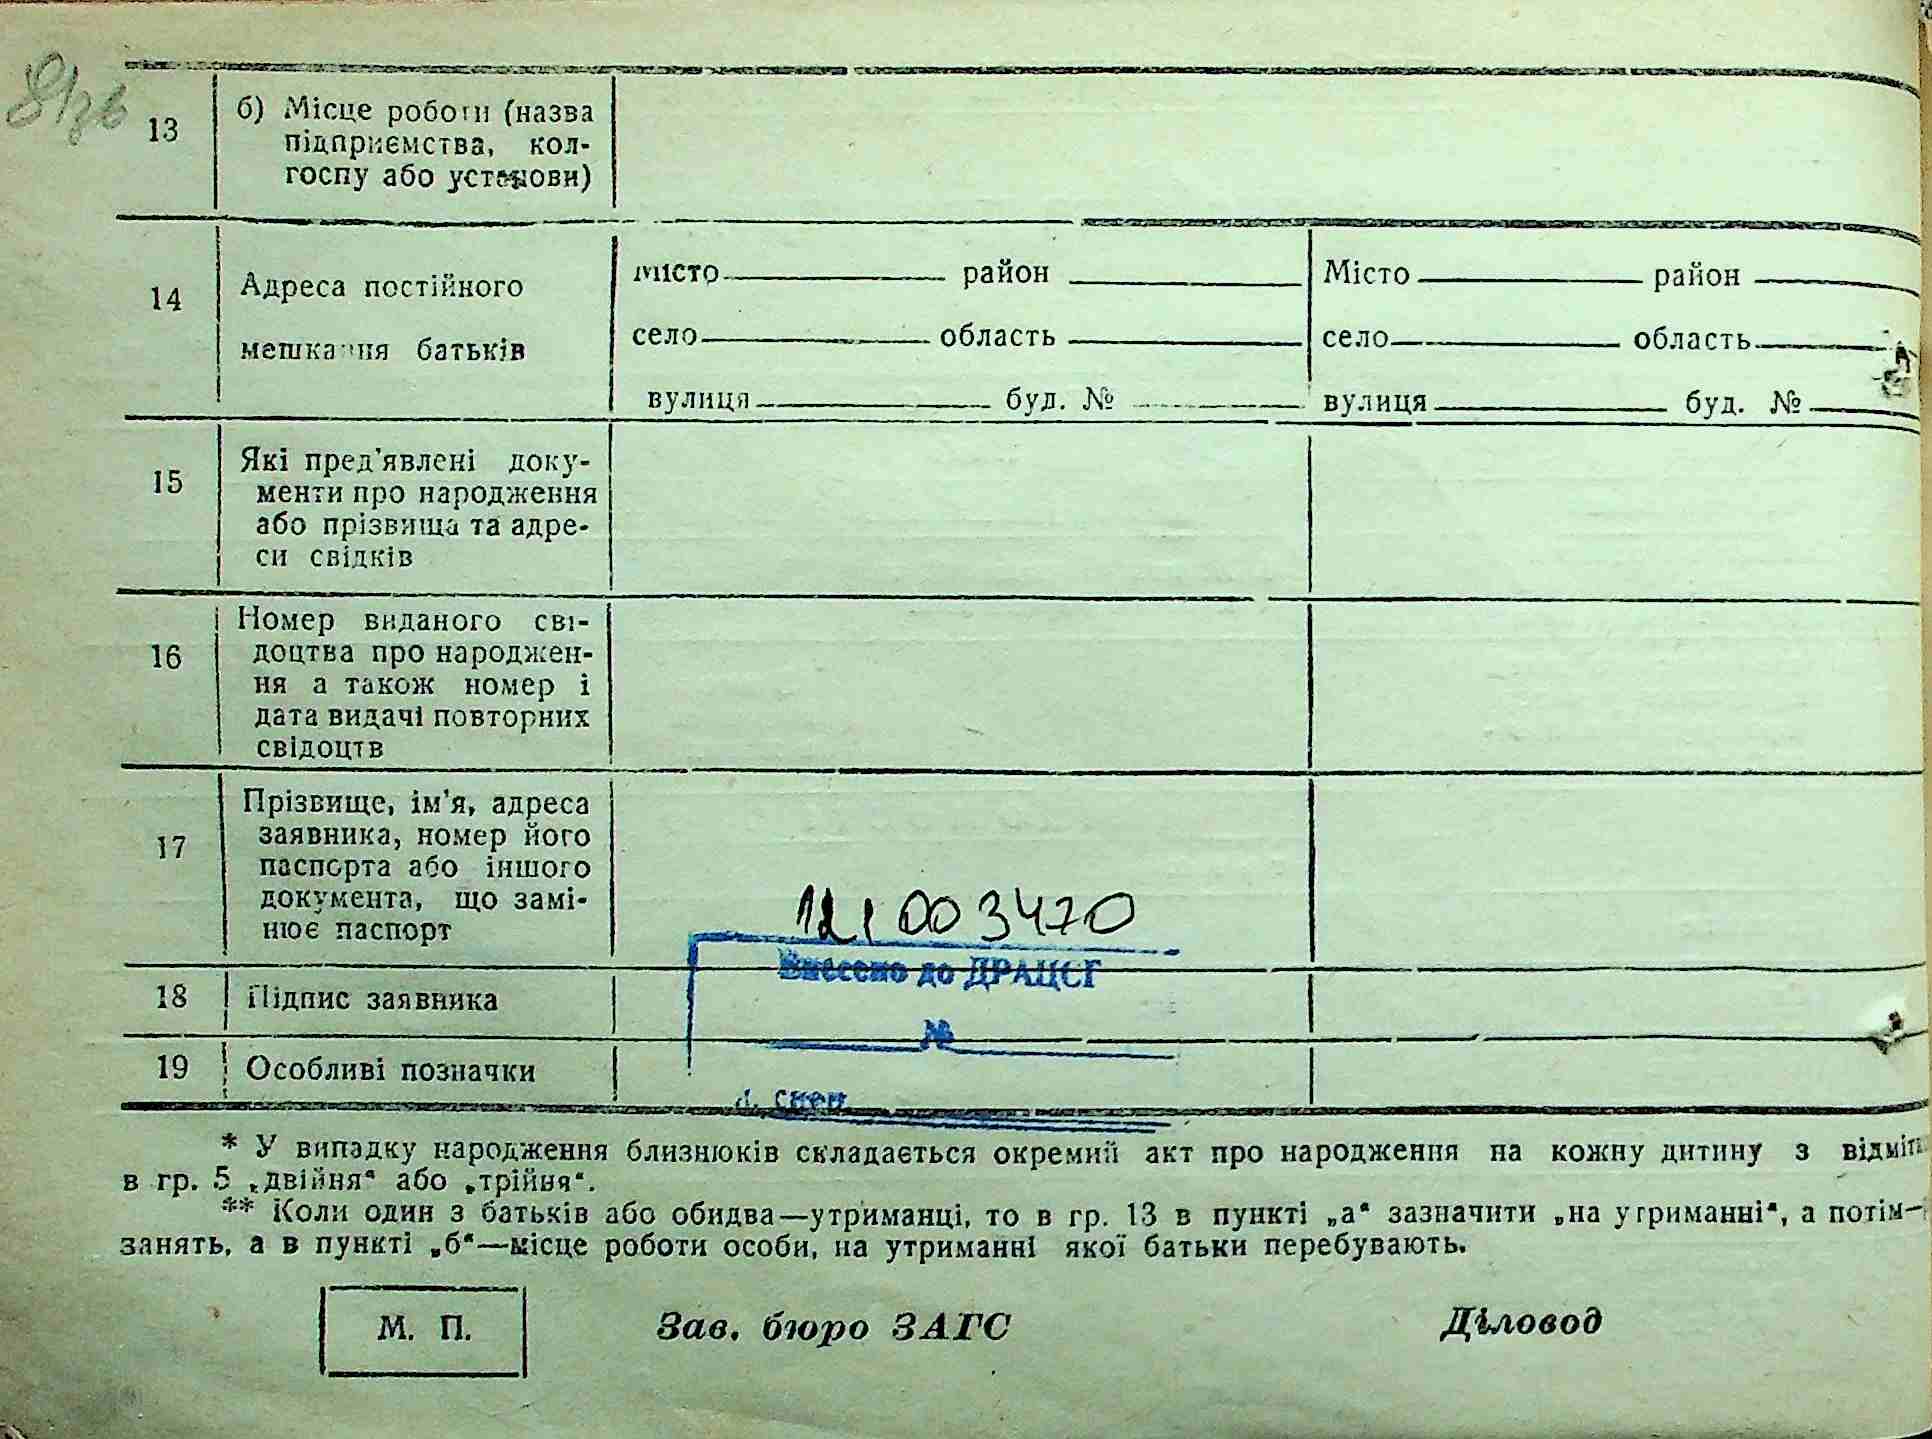 81зв
13
б) Місце роботи (назва
підприємства, кол-
госпу або установи)
14
Адреса постійного
мешкання батьків
місто район
село область
вулиця буд. №
Місто район
село область
вулиця буд. №
15
Які пред'явлені доку-
менти про народження
або прізвища та адре-
си свідків
16
Номер виданого сві-
доцтва про народжен-
ня а також номер і
дата видачі повторних
свідоцтв
17
Прізвище, ім'я, адреса
заявника, номер його
паспорта або іншого
документа, що замі-
нює паспорт
003470
Внесено до ДРАЦСГ
№
18
Підпис заявника
19
Особливі позначки
* У випадку народження близнюків складається окремий акт про народження на кожну дитину з
в гр. 5 „двійня“ або „трійня“.
** Коли один з батьків або обидва—утриманці, то в гр. 13 в пункті „а“ зазначити „на утриманні“, а потім—
занять, а в пункті „б“—місце роботи особи, на утриманні якої батьки перебувають.
М. П.
Зав. бюро ЗАГС
Діловод